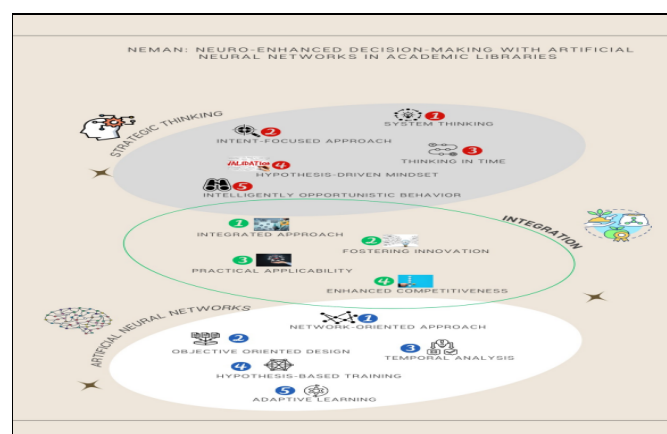 NEMAN: NEURO-ENHANCED DECISION-MAKING WITH ARTIFICIAL
NEURAL NETWORKS IN ACADEMIC LIBRARIES
STRATEGIC THINKING
1
SYSTEM THINKING
2
INTENT-FOCUSED APPROACH
3
THINKING IN TIME
VALIDATION 4
HYPOTHESIS-DRIVEN MINDSET
5
INTELLIGENTLY OPPORTUNISTIC BEHAVIOR
INTEGRATION
1
INTEGRATED APPROACH
2
FOSTERING INNOVATION
3
PRACTICAL APPLICABILITY
4
ENHANCED COMPETITIVENESS
ARTIFICIAL NEURAL NETWORKS
1
NETWORK-ORIENTED APPROACH
2
OBJECTIVE ORIENTED DESIGN
3
TEMPORAL ANALYSIS
4
HYPOTHESIS-BASED TRAINING
5
ADAPTIVE LEARNING